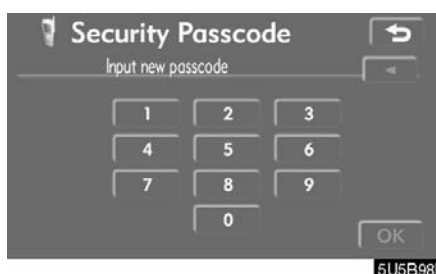 Security Passcode
Input new passcode
1 2 3
4 5 6
7 8 9
0
OK
5U5B98